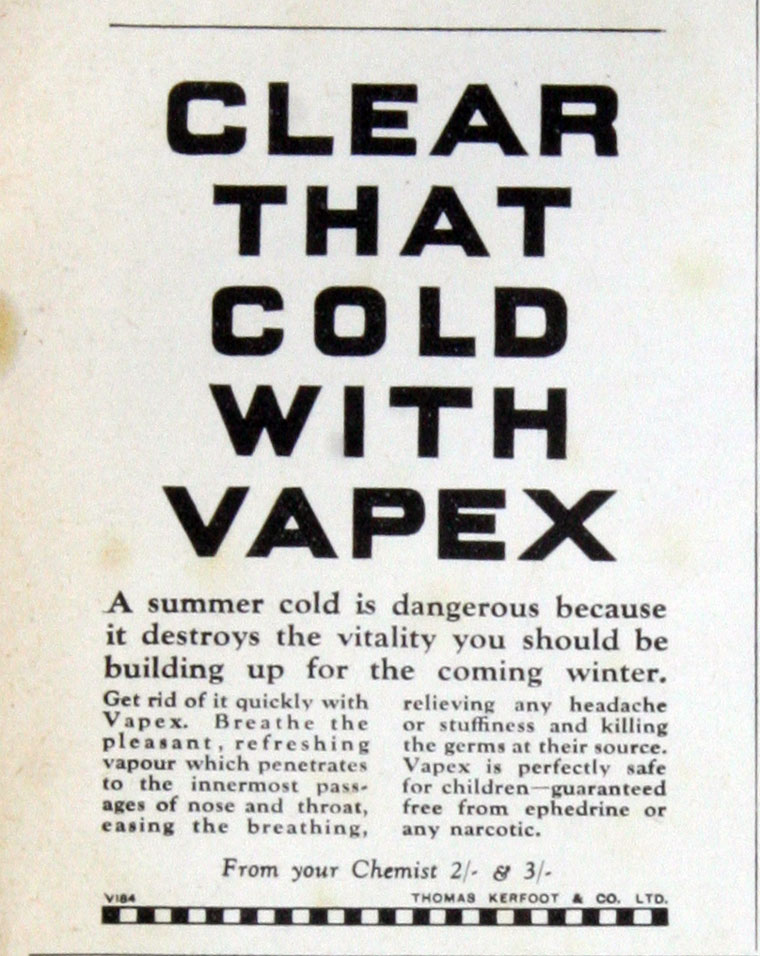 CLEAR
THAT
COLD
WITH
VAPEX
A summer cold is dangerous because
it destroys the vitality you should be
building up for the coming winter.
Get rid of it quickly with
Vapex. Breathe the
pleasant, refreshing
vapour which penetrates
to the innermost pass-
ages of nose and throat,
easing the breathing,
relieving any headache
or stuffiness and killing
the germs at their source.
Vapex is perfectly safe
for children—guaranteed
free from ephedrine or
any narcotic.
From your Chemist 2/- & 3/-
V184
THOMAS KERFOOT & CO. LTD.